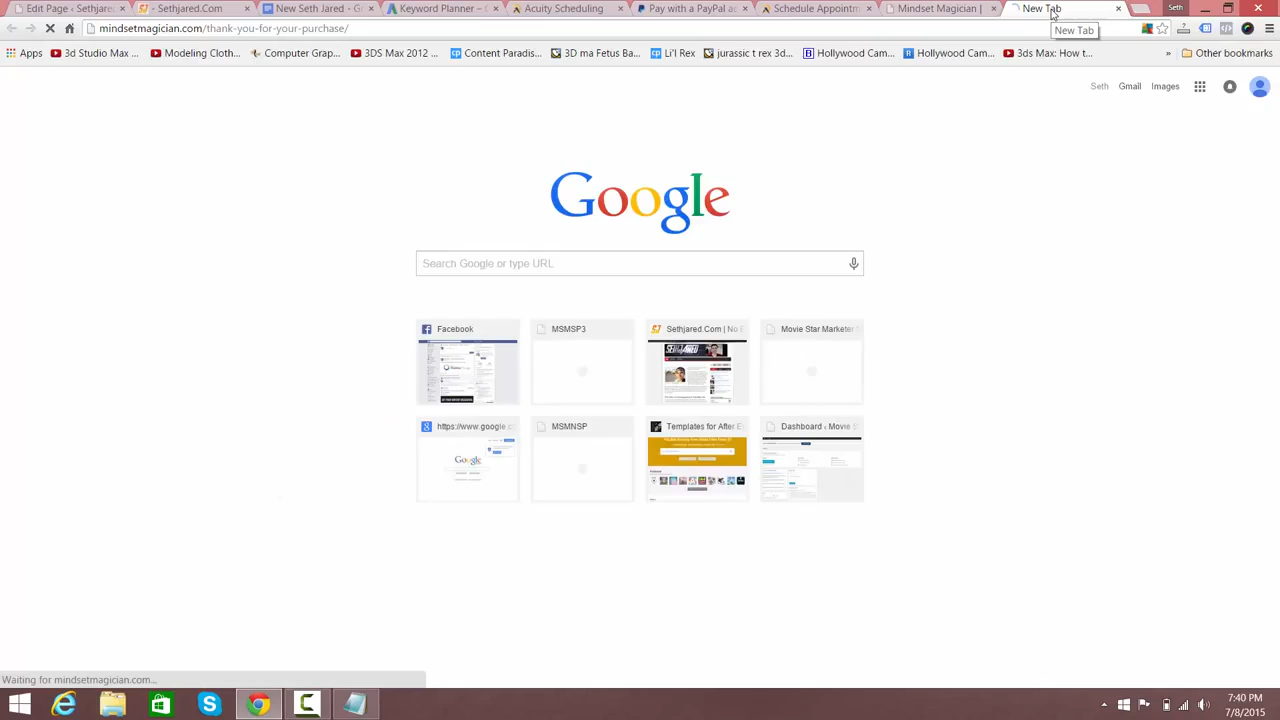 Edit Page ‹ Sethjared
- Sethjared.Com
New Seth Jared - G
Keyword Planner –
Acuity Scheduling
Pay with a PayPal ac
Schedule Appointm
Mindset Magician |
New Tab
Seth
mindsetmagician.com/thank-you-for-your-purchase/
New Tab
Apps
3d Studio Max ...
Modeling Cloth...
Computer Grap...
3DS Max 2012 ...
Content Paradis...
3D ma Fetus Ba...
Li'l Rex
jurassic t rex 3d...
Hollywood Cam...
Hollywood Cam...
3ds Max: How t...
»
Other bookmarks
Seth
Gmail
Images
Google
Search Google or type URL
Facebook
MSMSP3
Sethjared.Com | No E
Movie Star Marketer
https://www.google.c
MSMNSP
Templates for After E
Dashboard ‹ Movie S
Waiting for mindsetmagician.com...
7:40 PM
7/8/2015